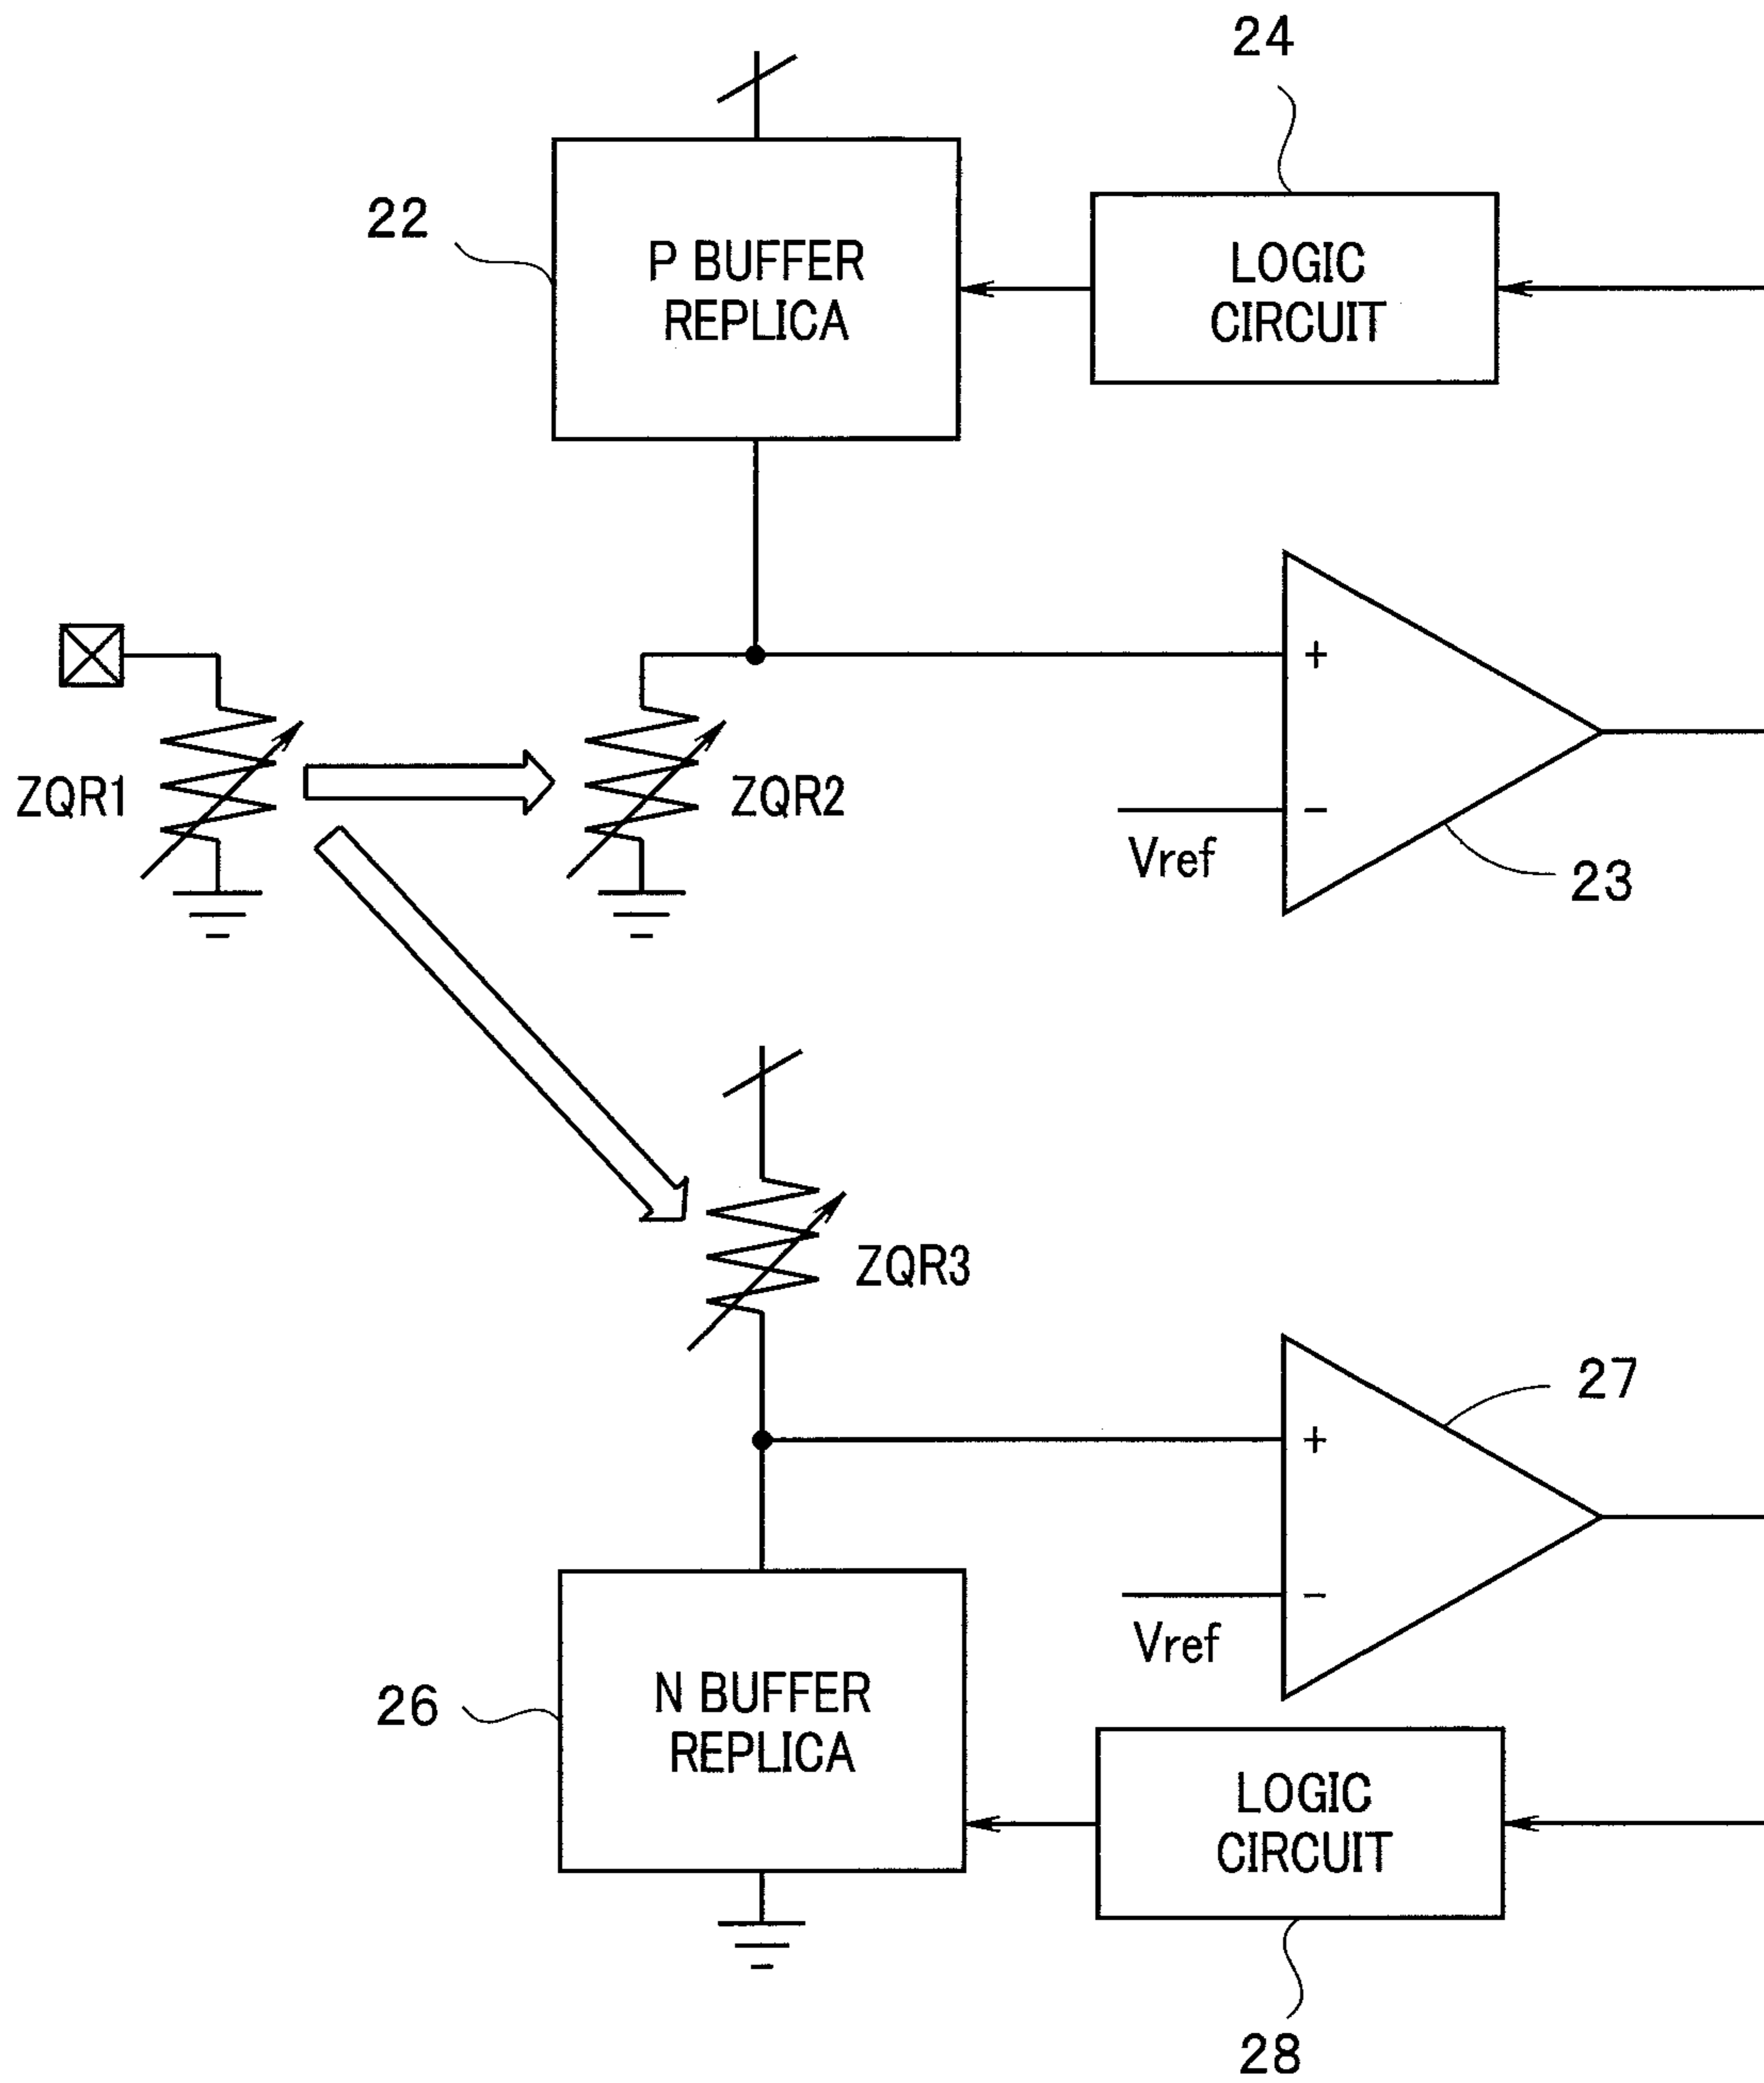 24
22
P BUFFER
REPLICA
LOGIC
CIRCUIT
ZQR1
ZQR2
+
-
Vref
23
ZQR3
27
+
-
Vref
26
N BUFFER
REPLICA
LOGIC
CIRCUIT
28